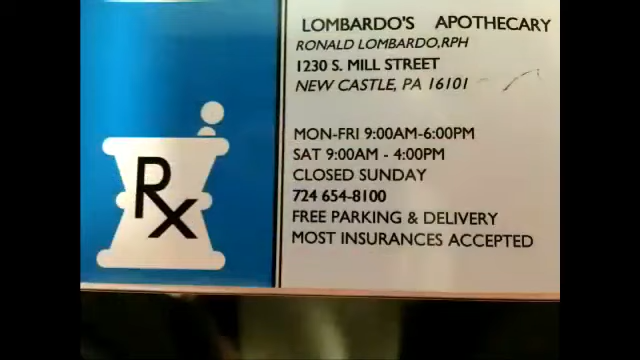 LOMBARDO'S APOTHECARY
RONALD LOMBARDO,RPH
1230 S. MILL STREET
NEW CASTLE, PA 16101
MON-FRI 9:00AM-6:00PM
SAT 9:00AM - 4:00PM
CLOSED SUNDAY
724 654-8100
FREE PARKING & DELIVERY
MOST INSURANCES ACCEPTED
Rx